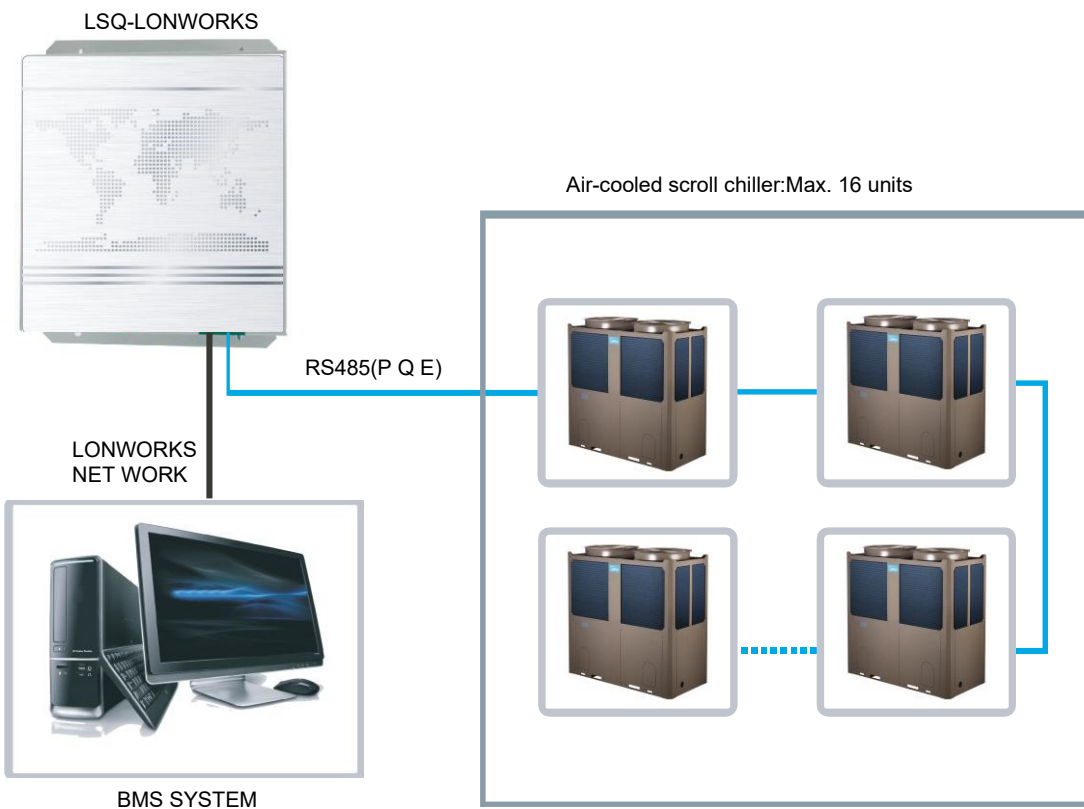 LSQ-LONWORKS
Air-cooled scroll chiller:Max. 16 units
RS485(P Q E)
LONWORKS
NET WORK
BMS SYSTEM